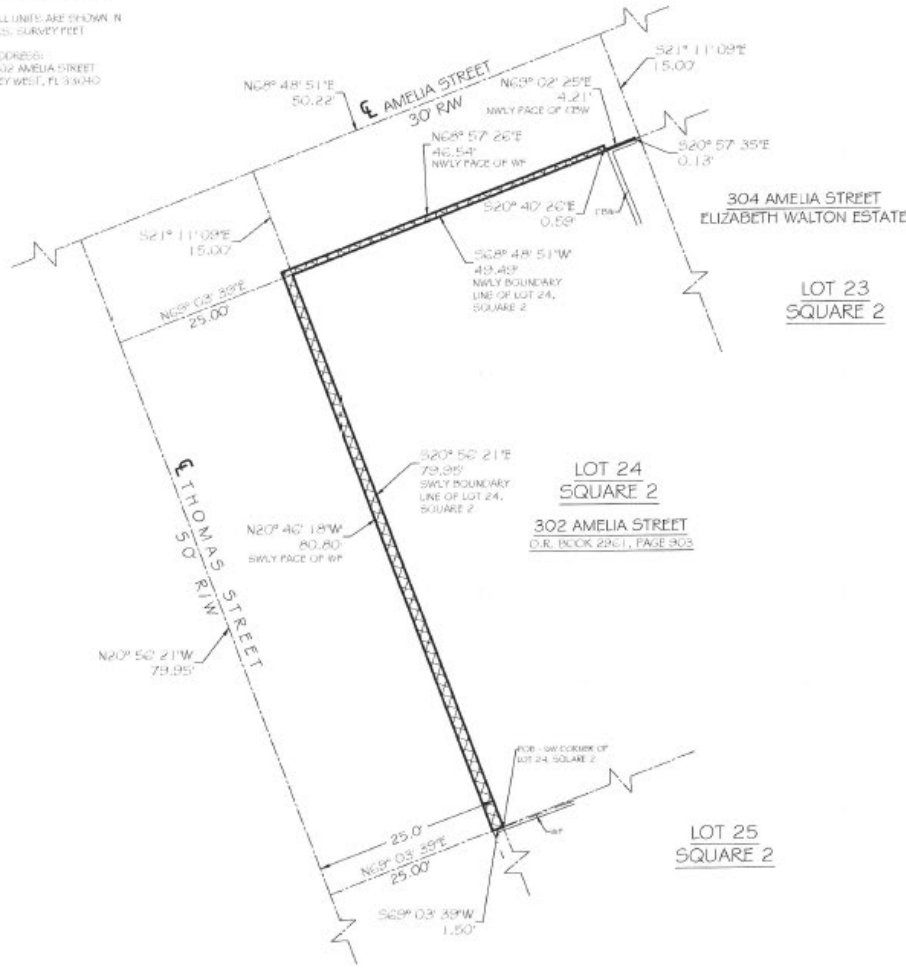 ALL UNITS ARE SHOWN IN
U.S. SURVEY FEET
ADDRESS:
302 AMELIA STREET
KEY WEST, FL 33040
S21° 11' 09"E
15.00'
N68° 48' 51"E
50.22'
℄ AMELIA STREET
30' R/W
N69° 02' 25"E
4.21'
NWLY FACE OF CBW
N68° 57' 26"E
46.54'
NWLY FACE OF WF
S20° 57' 35"E
0.13'
S20° 40' 26"E
0.59'
CBW
304 AMELIA STREET
ELIZABETH WALTON ESTATE
S21° 11' 09"E
15.00'
S68° 48' 51"W
49.49'
NWLY BOUNDARY
LINE OF LOT 24,
SQUARE 2
LOT 23
SQUARE 2
N69° 03' 39"E
25.00'
℄ THOMAS STREET
50' R/W
S20° 56' 21"E
79.95'
SWLY BOUNDARY
LINE OF LOT 24,
SQUARE 2
LOT 24
SQUARE 2
302 AMELIA STREET
O.R. BOOK 2961, PAGE 903
N20° 46' 18"W
80.80'
SWLY FACE OF WF
N20° 56' 21"W
79.95'
POB - SW CORNER OF
LOT 24, SQUARE 2
25.0'
N69° 03' 39"E
25.00'
WF
LOT 25
SQUARE 2
S69° 03' 39"W
1.50'